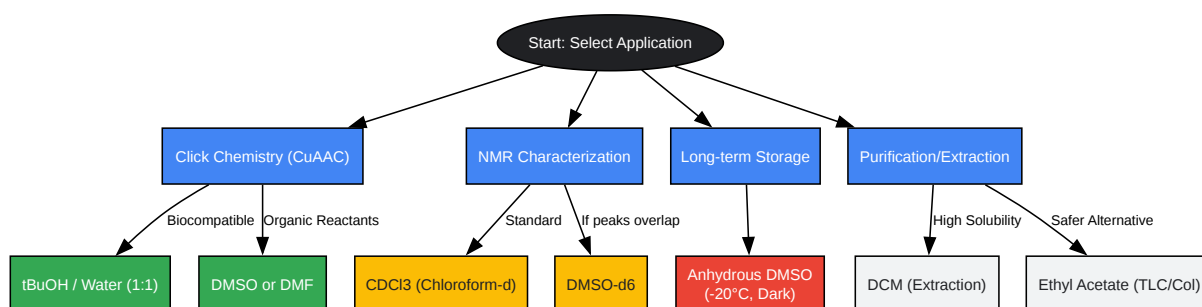 Start: Select Application
Click Chemistry (CuAAC)
NMR Characterization
Long-term Storage
Purification/Extraction
Biocompatible
Organic Reactants
Standard
If peaks overlap
High Solubility
Safer Alternative
tBuOH / Water (1:1)
DMSO or DMF
CDCl3 (Chloroform-d)
DMSO-d6
Anhydrous DMSO
(-20°C, Dark)
DCM (Extraction)
Ethyl Acetate (TLC/Col)